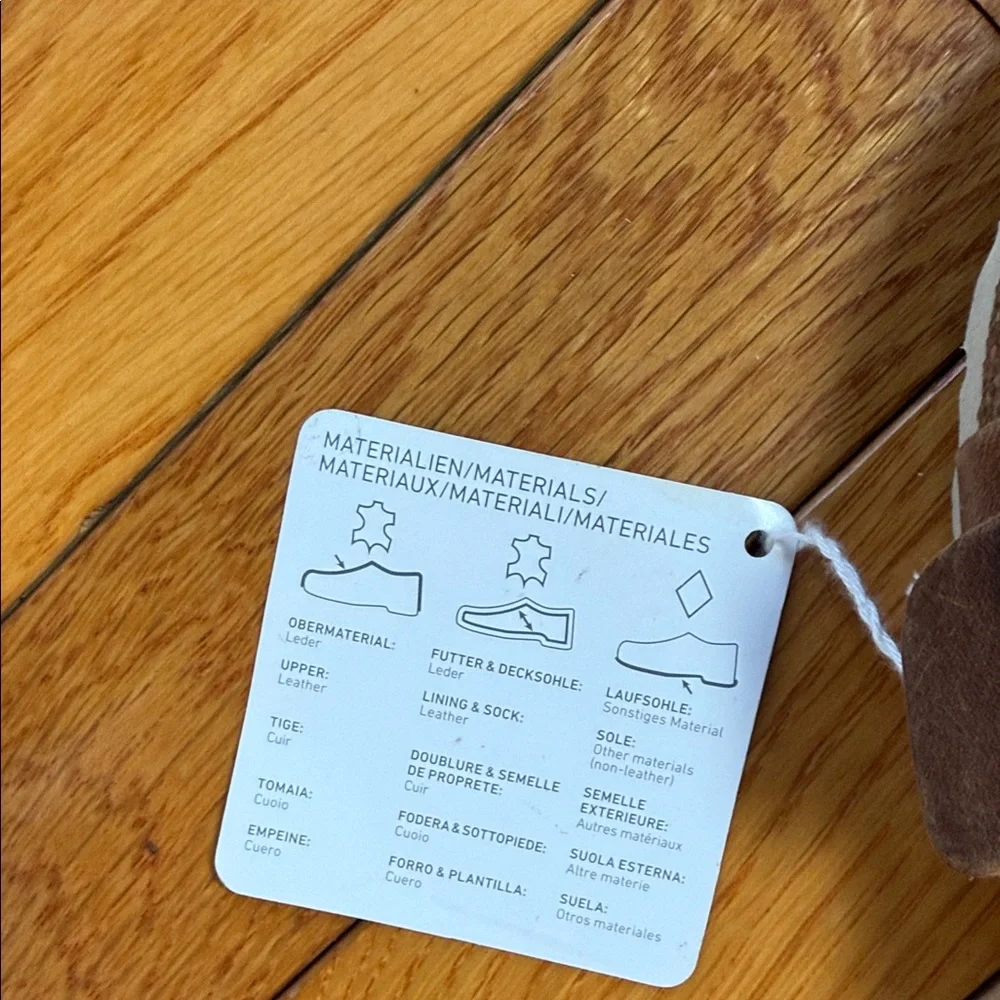 MATERIALIEN/MATERIALS/
MATERIAUX/MATERIALI/MATERIALES
OBERMATERIAL:
Leder
UPPER:
Leather
TIGE:
Cuir
TOMAIA:
Cuoio
EMPEINE:
Cuero
FUTTER & DECKSOHLE:
Leder
LINING & SOCK:
Leather
DOUBLURE & SEMELLE
DE PROPRETE:
Cuir
FODERA & SOTTOPIEDE:
Cuoio
FORRO & PLANTILLA:
Cuero
LAUFSOHLE:
Sonstiges Material
SOLE:
Other materials
(non-leather)
SEMELLE
EXTERIEURE:
Autres matériaux
SUOLA ESTERNA:
Altre materie
SUELA:
Otros materiales